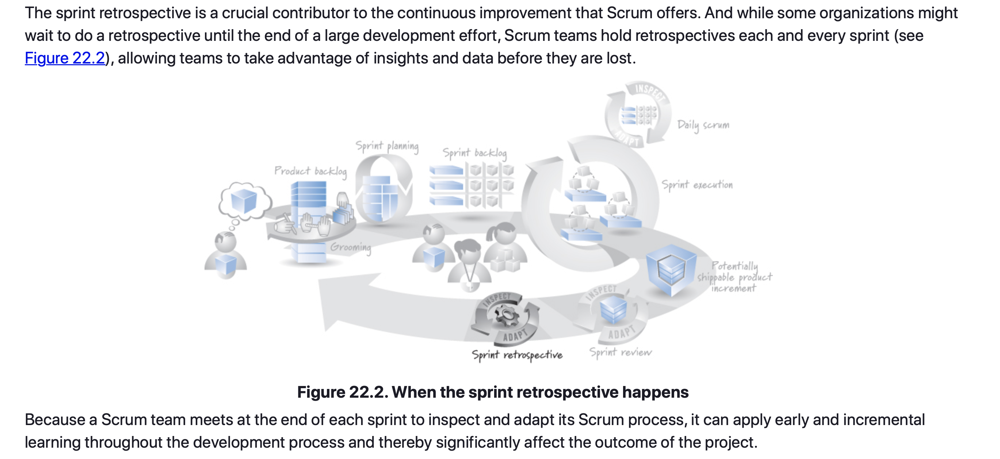 The sprint retrospective is a crucial contributor to the continuous improvement that Scrum offers. And while some organizations might
wait to do a retrospective until the end of a large development effort, Scrum teams hold retrospectives each and every sprint (see
Figure 22.2), allowing teams to take advantage of insights and data before they are lost.
INSPECT
ADAPT
Daily scrum
Sprint planning
Sprint backlog
Product backlog
Sprint execution
Grooming
Potentially
shippable product
increment
INSPECT
ADAPT
Sprint retrospective
INSPECT
ADAPT
Sprint review
Figure 22.2. When the sprint retrospective happens
Because a Scrum team meets at the end of each sprint to inspect and adapt its Scrum process, it can apply early and incremental
learning throughout the development process and thereby significantly affect the outcome of the project.